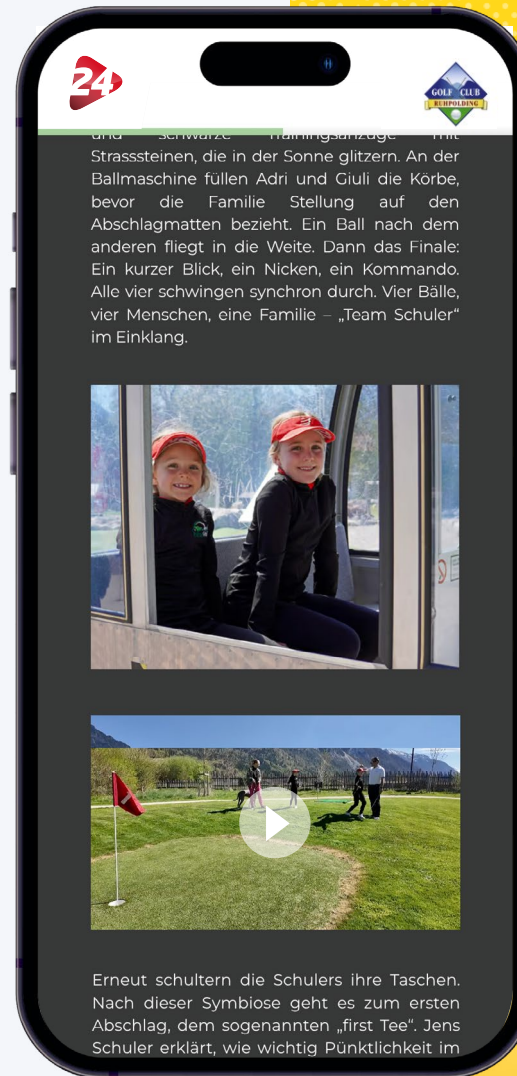 24
GOLF CLUB
RUHPOLDING
und schwarze Trainingsanzüge mit
Strasssteinen, die in der Sonne glitzern. An der
Ballmaschine füllen Adri und Giuli die Körbe,
bevor die Familie Stellung auf den
Abschlagmatten bezieht. Ein Ball nach dem
anderen fliegt in die Weite. Dann das Finale:
Ein kurzer Blick, ein Nicken, ein Kommando.
Alle vier schwingen synchron durch. Vier Bälle,
vier Menschen, eine Familie – „Team Schuler“
im Einklang.
Erneut schultern die Schulers ihre Taschen.
Nach dieser Symbiose geht es zum ersten
Abschlag, dem sogenannten „first Tee“. Jens
Schuler erklärt, wie wichtig Pünktlichkeit im